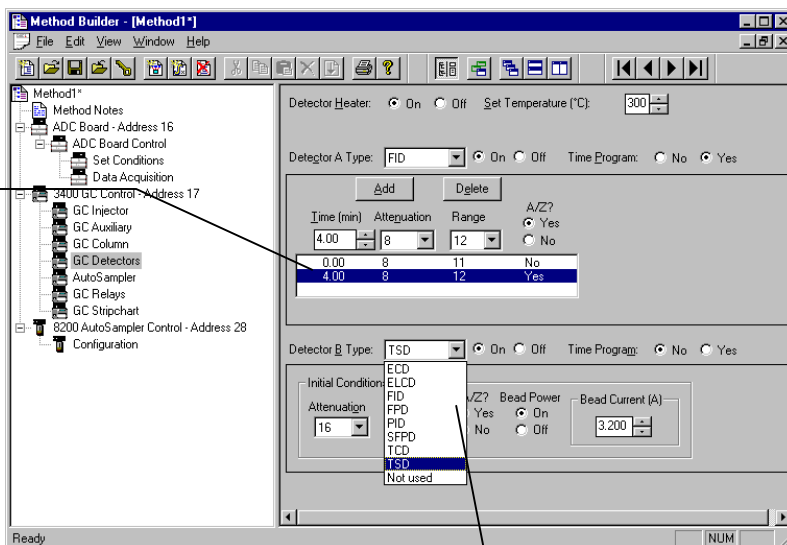 Method Builder - [Method1*]
File Edit View Window Help
Method1*
Method Notes
ADC Board - Address 16
ADC Board Control
Set Conditions
Data Acquisition
3400 GC Control - Address 17
GC Injector
GC Auxiliary
GC Column
GC Detectors
AutoSampler
GC Relays
GC Stripchart
8200 AutoSampler Control - Address 28
Configuration
Detector Heater: On Off Set Temperature (°C): 300
Detector A Type: FID On Off Time Program: No Yes
Add Delete
Time (min) Attenuation Range A/Z?
Yes
4.00 8 12 No
0.00 8 11 No
4.00 8 12 Yes
Detector B Type: TSD On Off Time Program: No Yes
ECD
ELCD
FID
FPD
PID
SFPD
TCD
TSD
Not used
Attenuation
16
A/Z? Bead Power Bead Current (A)
Yes On
No Off
3.200
Ready NUM